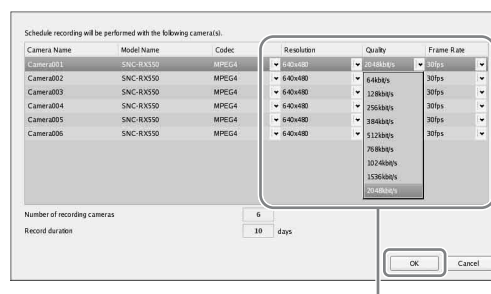 Schedule recording will be performed with the following camera(s).
Camera Name Model Name Codec Resolution Quality Frame Rate
Camera001 SNC-RX550 MPEG4 640x480 2048kbit/s 30fps
Camera002 SNC-RX550 MPEG4 640x480 64kbit/s 30fps
Camera003 SNC-RX550 MPEG4 640x480 128kbit/s 30fps
Camera004 SNC-RX550 MPEG4 640x480 256kbit/s 30fps
Camera005 SNC-RX550 MPEG4 640x480 384kbit/s 30fps
Camera006 SNC-RX550 MPEG4 640x480 512kbit/s 30fps
768kbit/s
1024kbit/s
1536kbit/s
2048kbit/s
Number of recording cameras 6
Record duration 10 days
OK Cancel